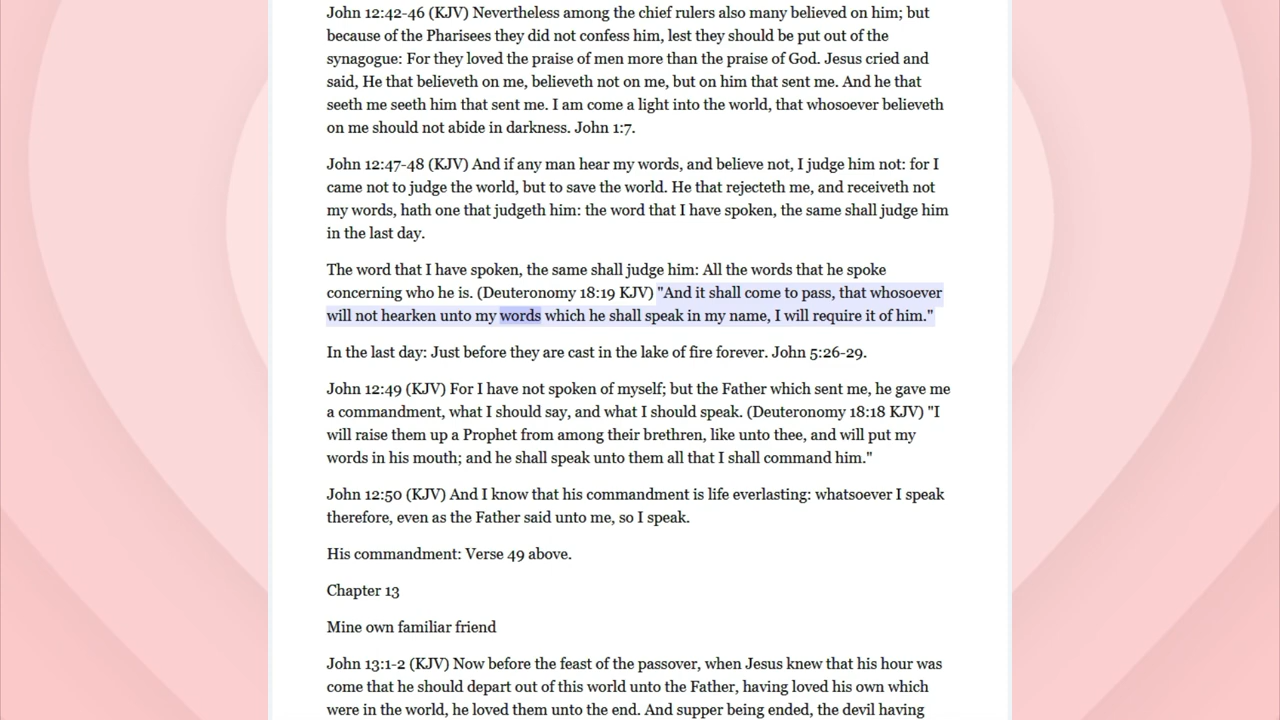 John 12:42-46 (KJV) Nevertheless among the chief rulers also many believed on him; but
because of the Pharisees they did not confess him, lest they should be put out of the
synagogue: For they loved the praise of men more than the praise of God. Jesus cried and
said, He that believeth on me, believeth not on me, but on him that sent me. And he that
seeth me seeth him that sent me. I am come a light into the world, that whosoever believeth
on me should not abide in darkness. John 1:7.
John 12:47-48 (KJV) And if any man hear my words, and believe not, I judge him not: for I
came not to judge the world, but to save the world. He that rejecteth me, and receiveth not
my words, hath one that judgeth him: the word that I have spoken, the same shall judge him
in the last day.
The word that I have spoken, the same shall judge him: All the words that he spoke
concerning who he is. (Deuteronomy 18:19 KJV) "And it shall come to pass, that whosoever
will not hearken unto my words which he shall speak in my name, I will require it of him."
In the last day: Just before they are cast in the lake of fire forever. John 5:26-29.
John 12:49 (KJV) For I have not spoken of myself; but the Father which sent me, he gave me
a commandment, what I should say, and what I should speak. (Deuteronomy 18:18 KJV) "I
will raise them up a Prophet from among their brethren, like unto thee, and will put my
words in his mouth; and he shall speak unto them all that I shall command him."
John 12:50 (KJV) And I know that his commandment is life everlasting: whatsoever I speak
therefore, even as the Father said unto me, so I speak.
His commandment: Verse 49 above.
Chapter 13
Mine own familiar friend
John 13:1-2 (KJV) Now before the feast of the passover, when Jesus knew that his hour was
come that he should depart out of this world unto the Father, having loved his own which
were in the world, he loved them unto the end. And supper being ended, the devil having